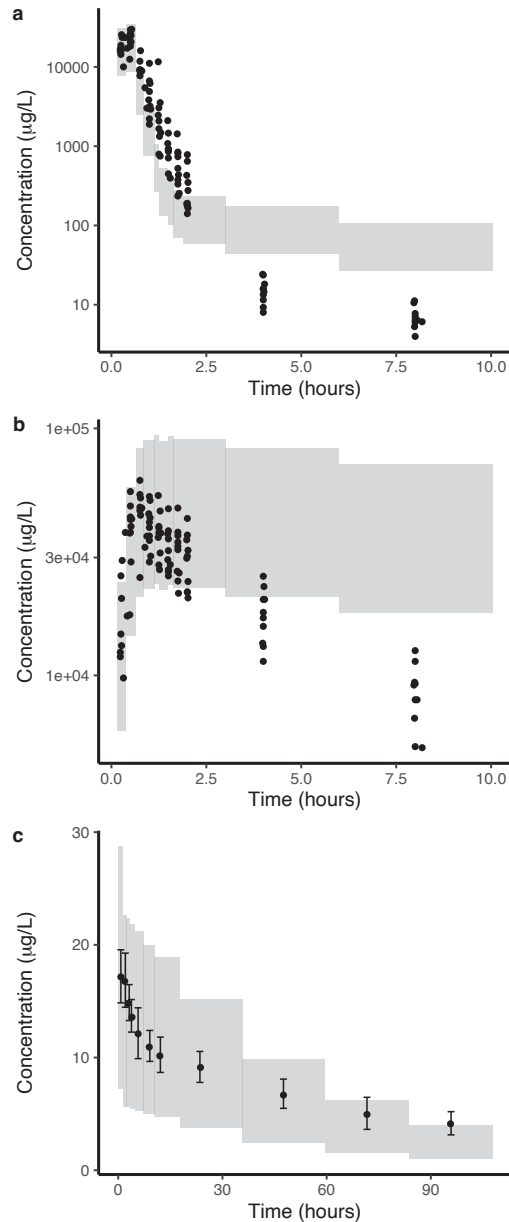 a
10000
1000
100
10
Concentration (μg/L)
0.0 2.5 5.0 7.5 10.0
Time (hours)
b
1e+05
3e+04
1e+04
Concentration (μg/L)
0.0 2.5 5.0 7.5 10.0
Time (hours)
c
30
20
10
0
Concentration (μg/L)
0 30 60 90
Time (hours)